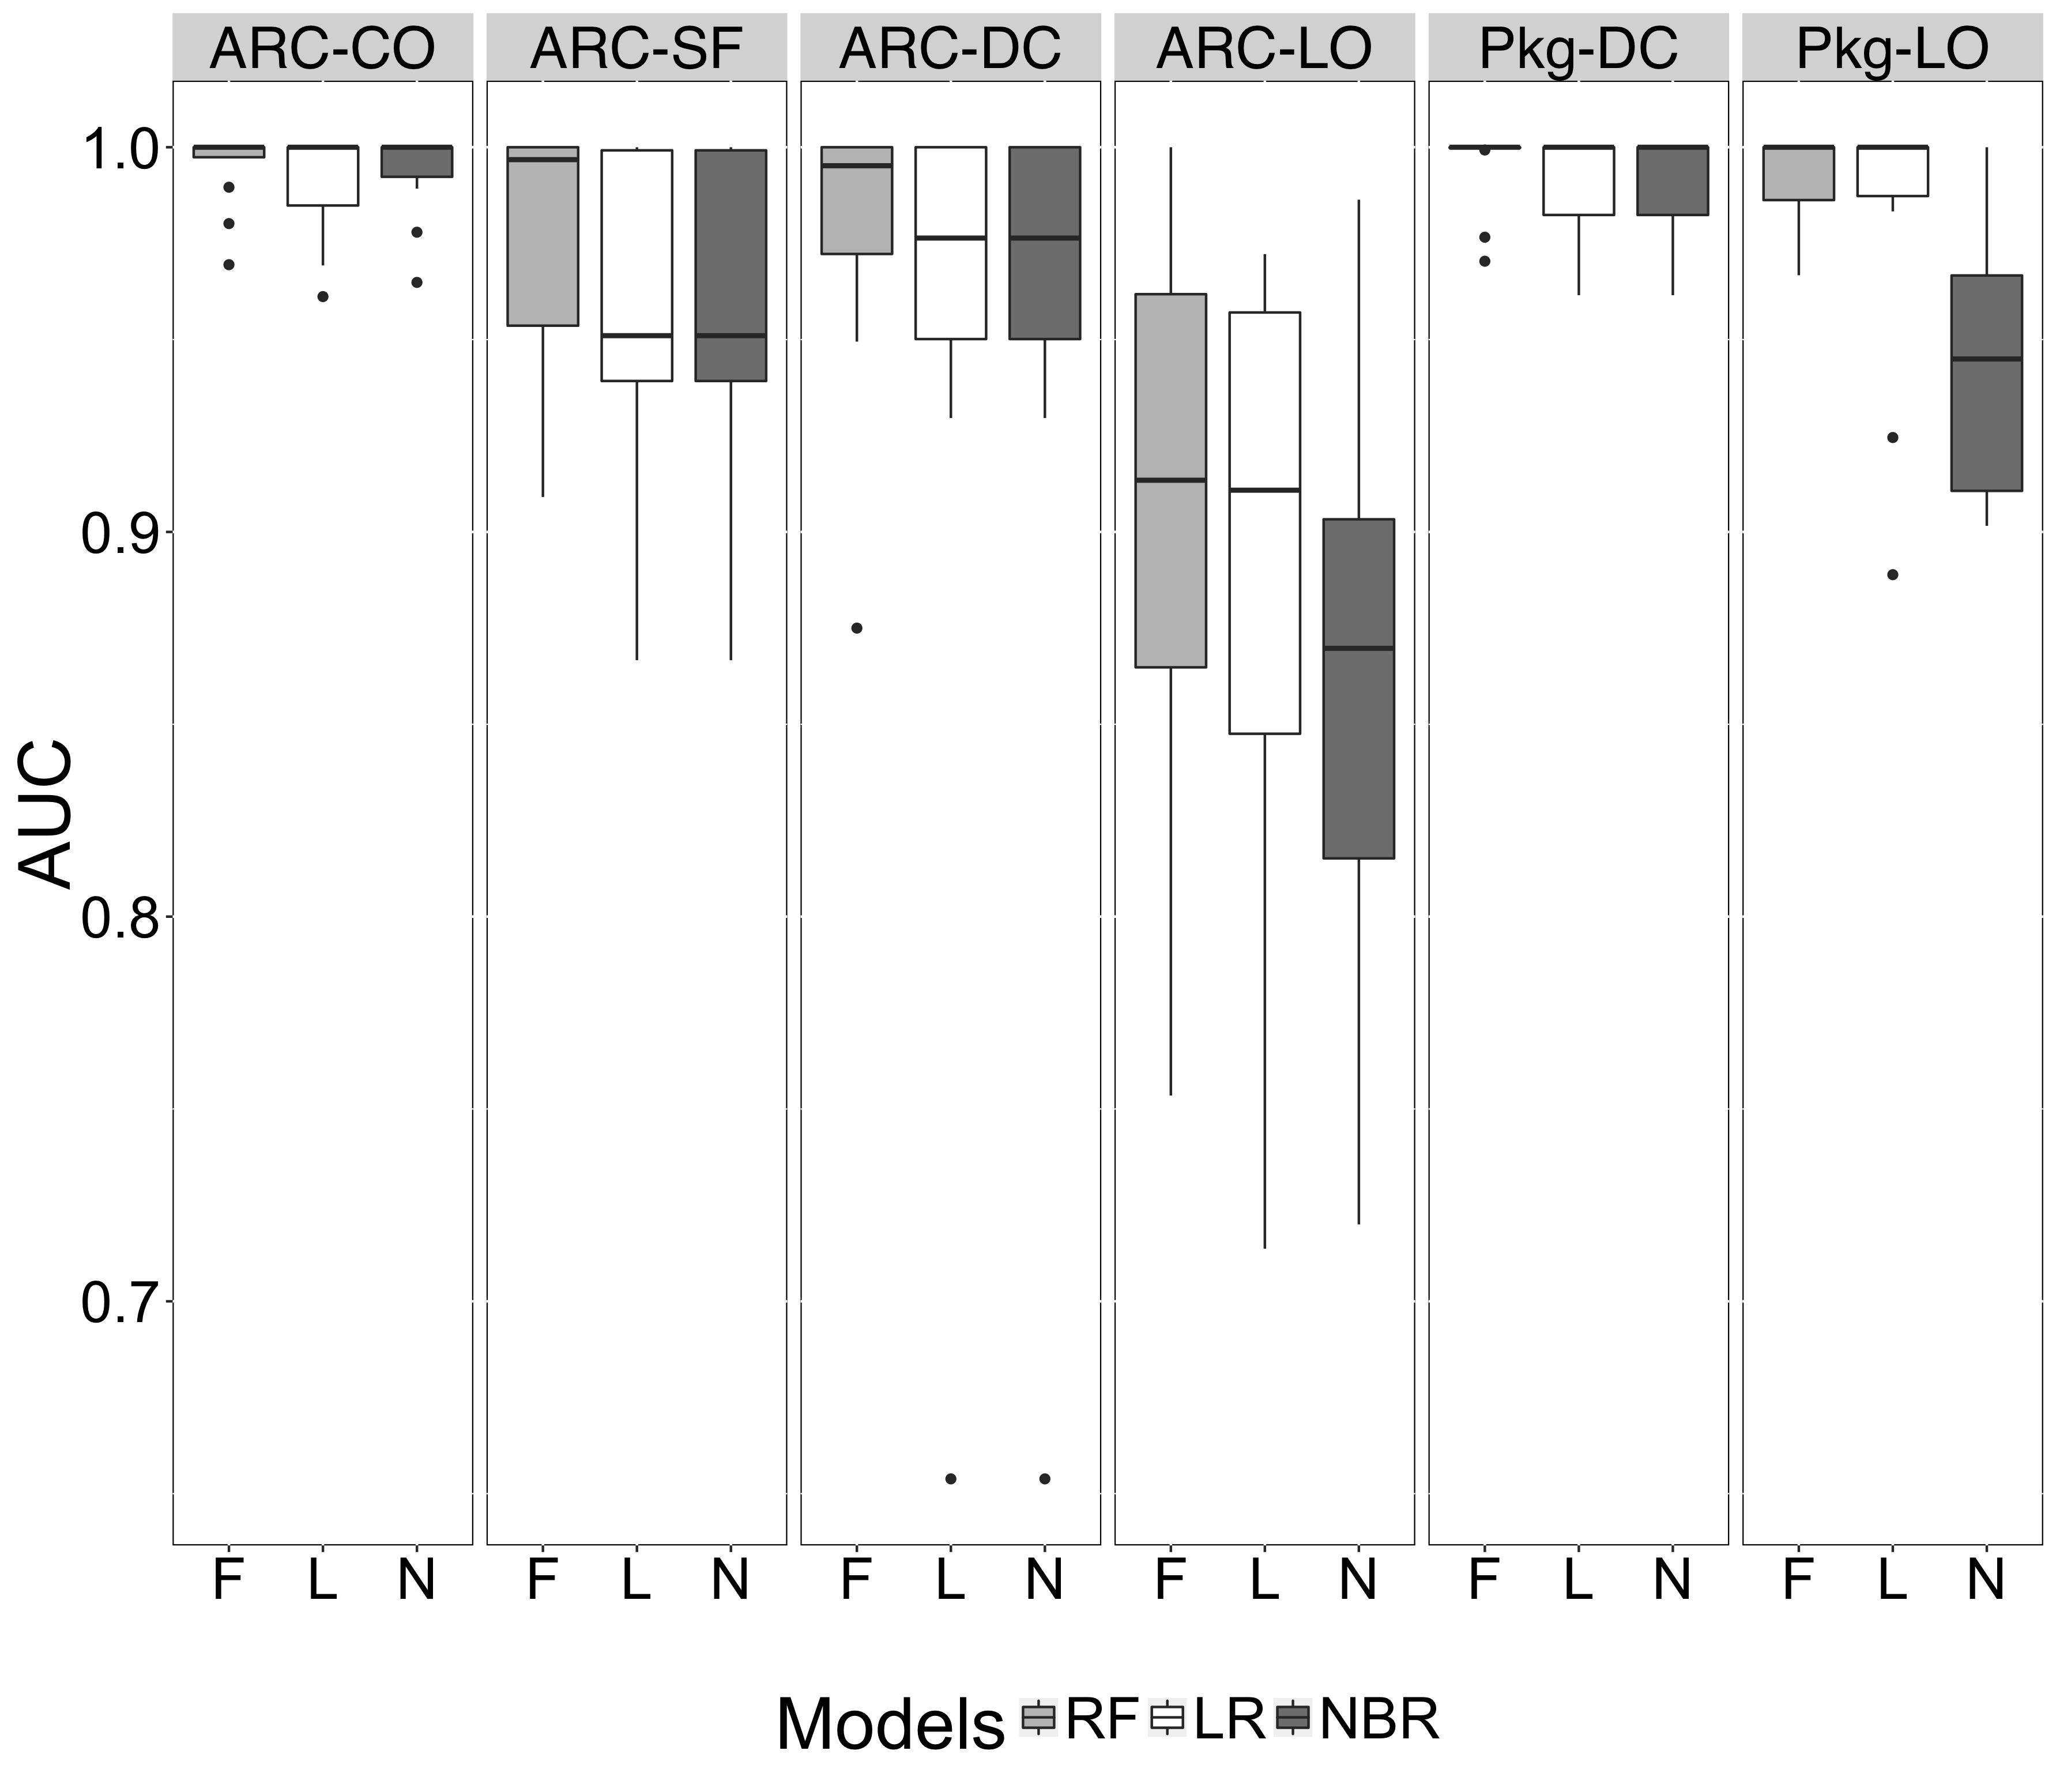 ARC-CO ARC-SF ARC-DC ARC-LO Pkg-DC Pkg-LO
1.0
0.9
0.8
0.7
AUC
F L N F L N F L N F L N F L N F L N
Models RF LR NBR